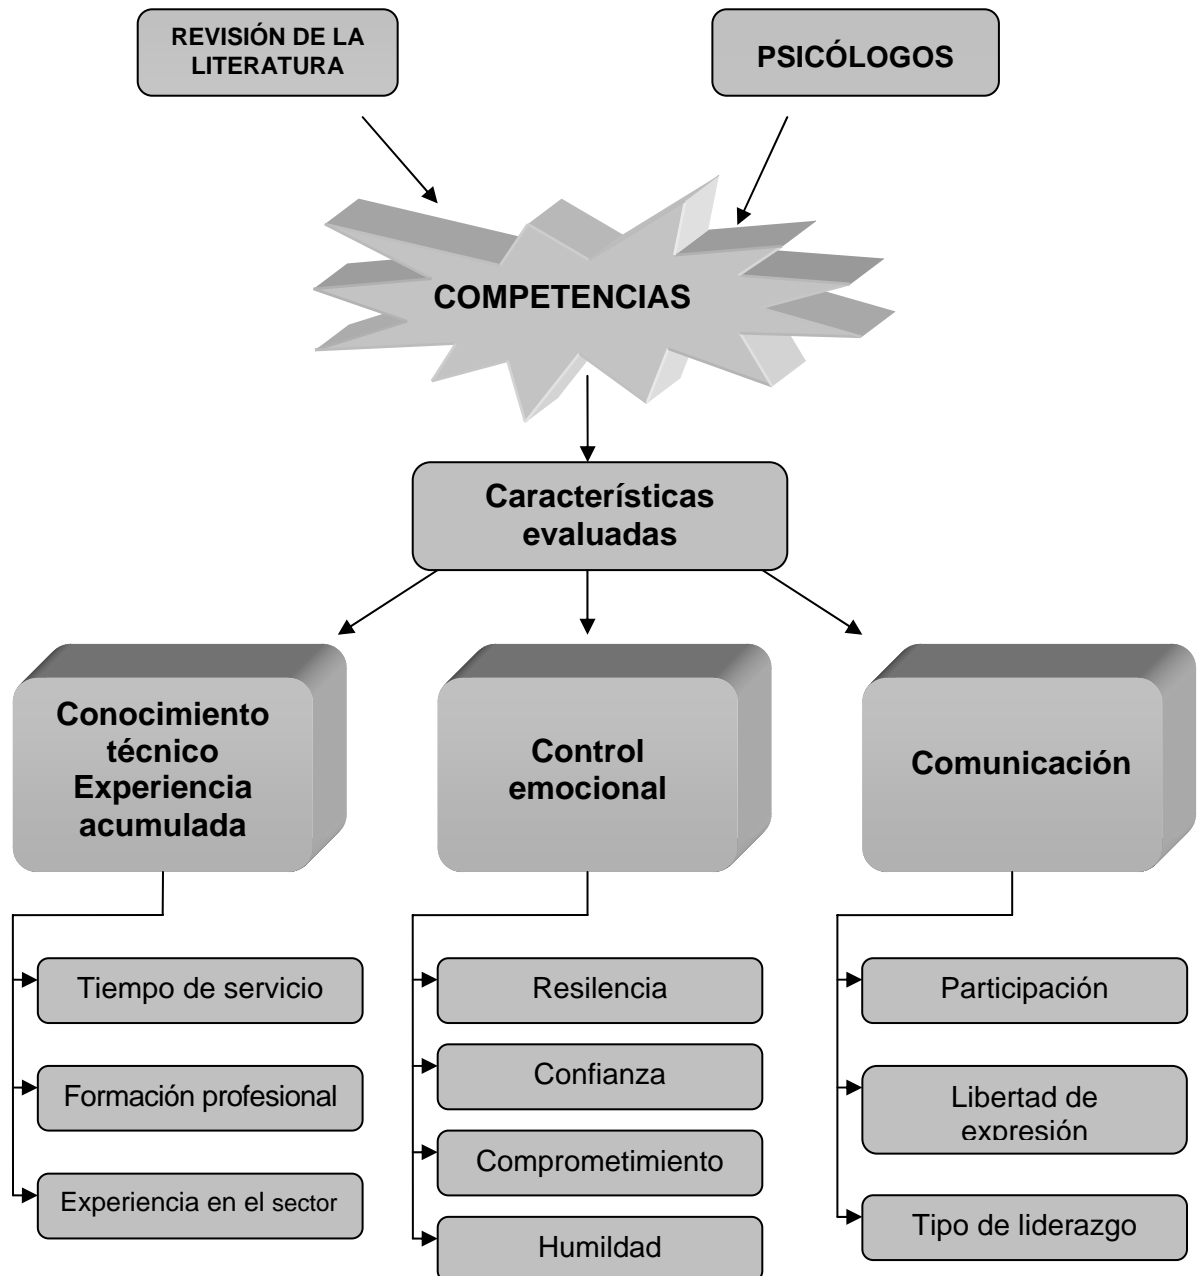 REVISIÓN DE LA
LITERATURA
PSICÓLOGOS
COMPETENCIAS
Características
evaluadas
Conocimiento
técnico
Experiencia
acumulada
Control
emocional
Comunicación
Tiempo de servicio
Formación profesional
Experiencia en el sector
Resilencia
Confianza
Comprometimiento
Humildad
Participación
Libertad de
expresión
Tipo de liderazgo